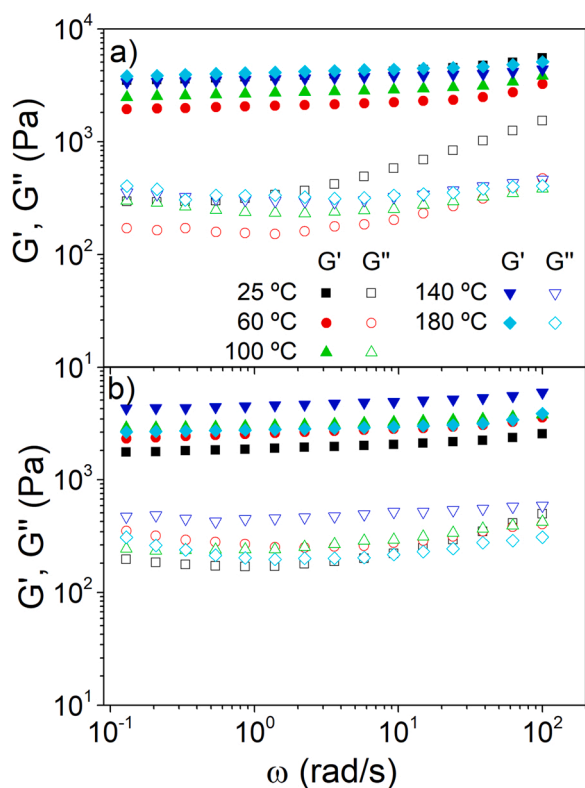 a)
10⁴
10³
10²
10¹
G', G'' (Pa)
G' G'' G' G''
25 ºC 140 ºC
60 ºC 180 ºC
100 ºC
b)
10³
10²
10¹
G', G'' (Pa)
10⁻¹ 10⁰ 10¹ 10²
ω (rad/s)